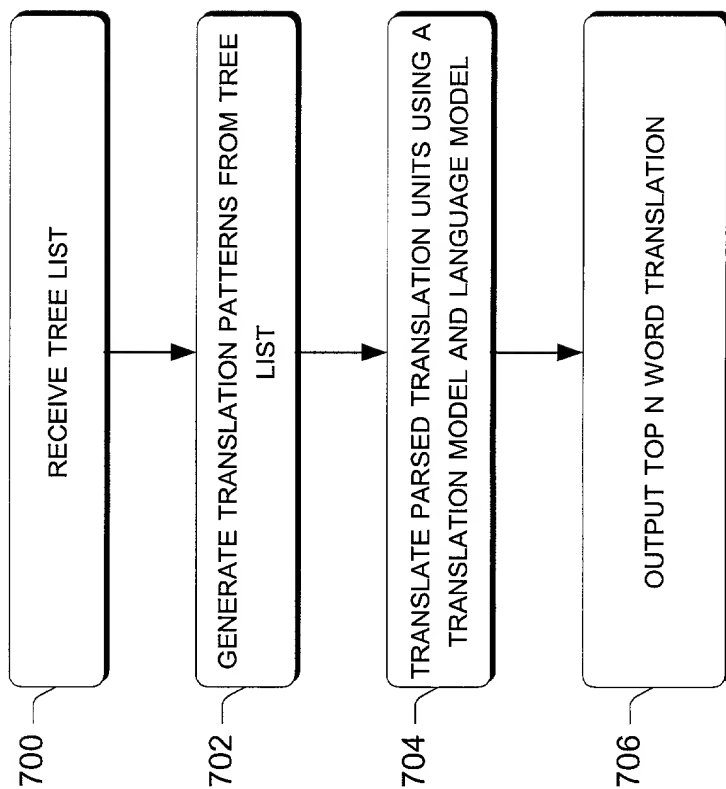 700
RECEIVE TREE LIST
702
GENERATE TRANSLATION PATTERNS FROM TREE
LIST
704
TRANSLATE PARSED TRANSLATION UNITS USING A
TRANSLATION MODEL AND LANGUAGE MODEL
706
OUTPUT TOP N WORD TRANSLATION